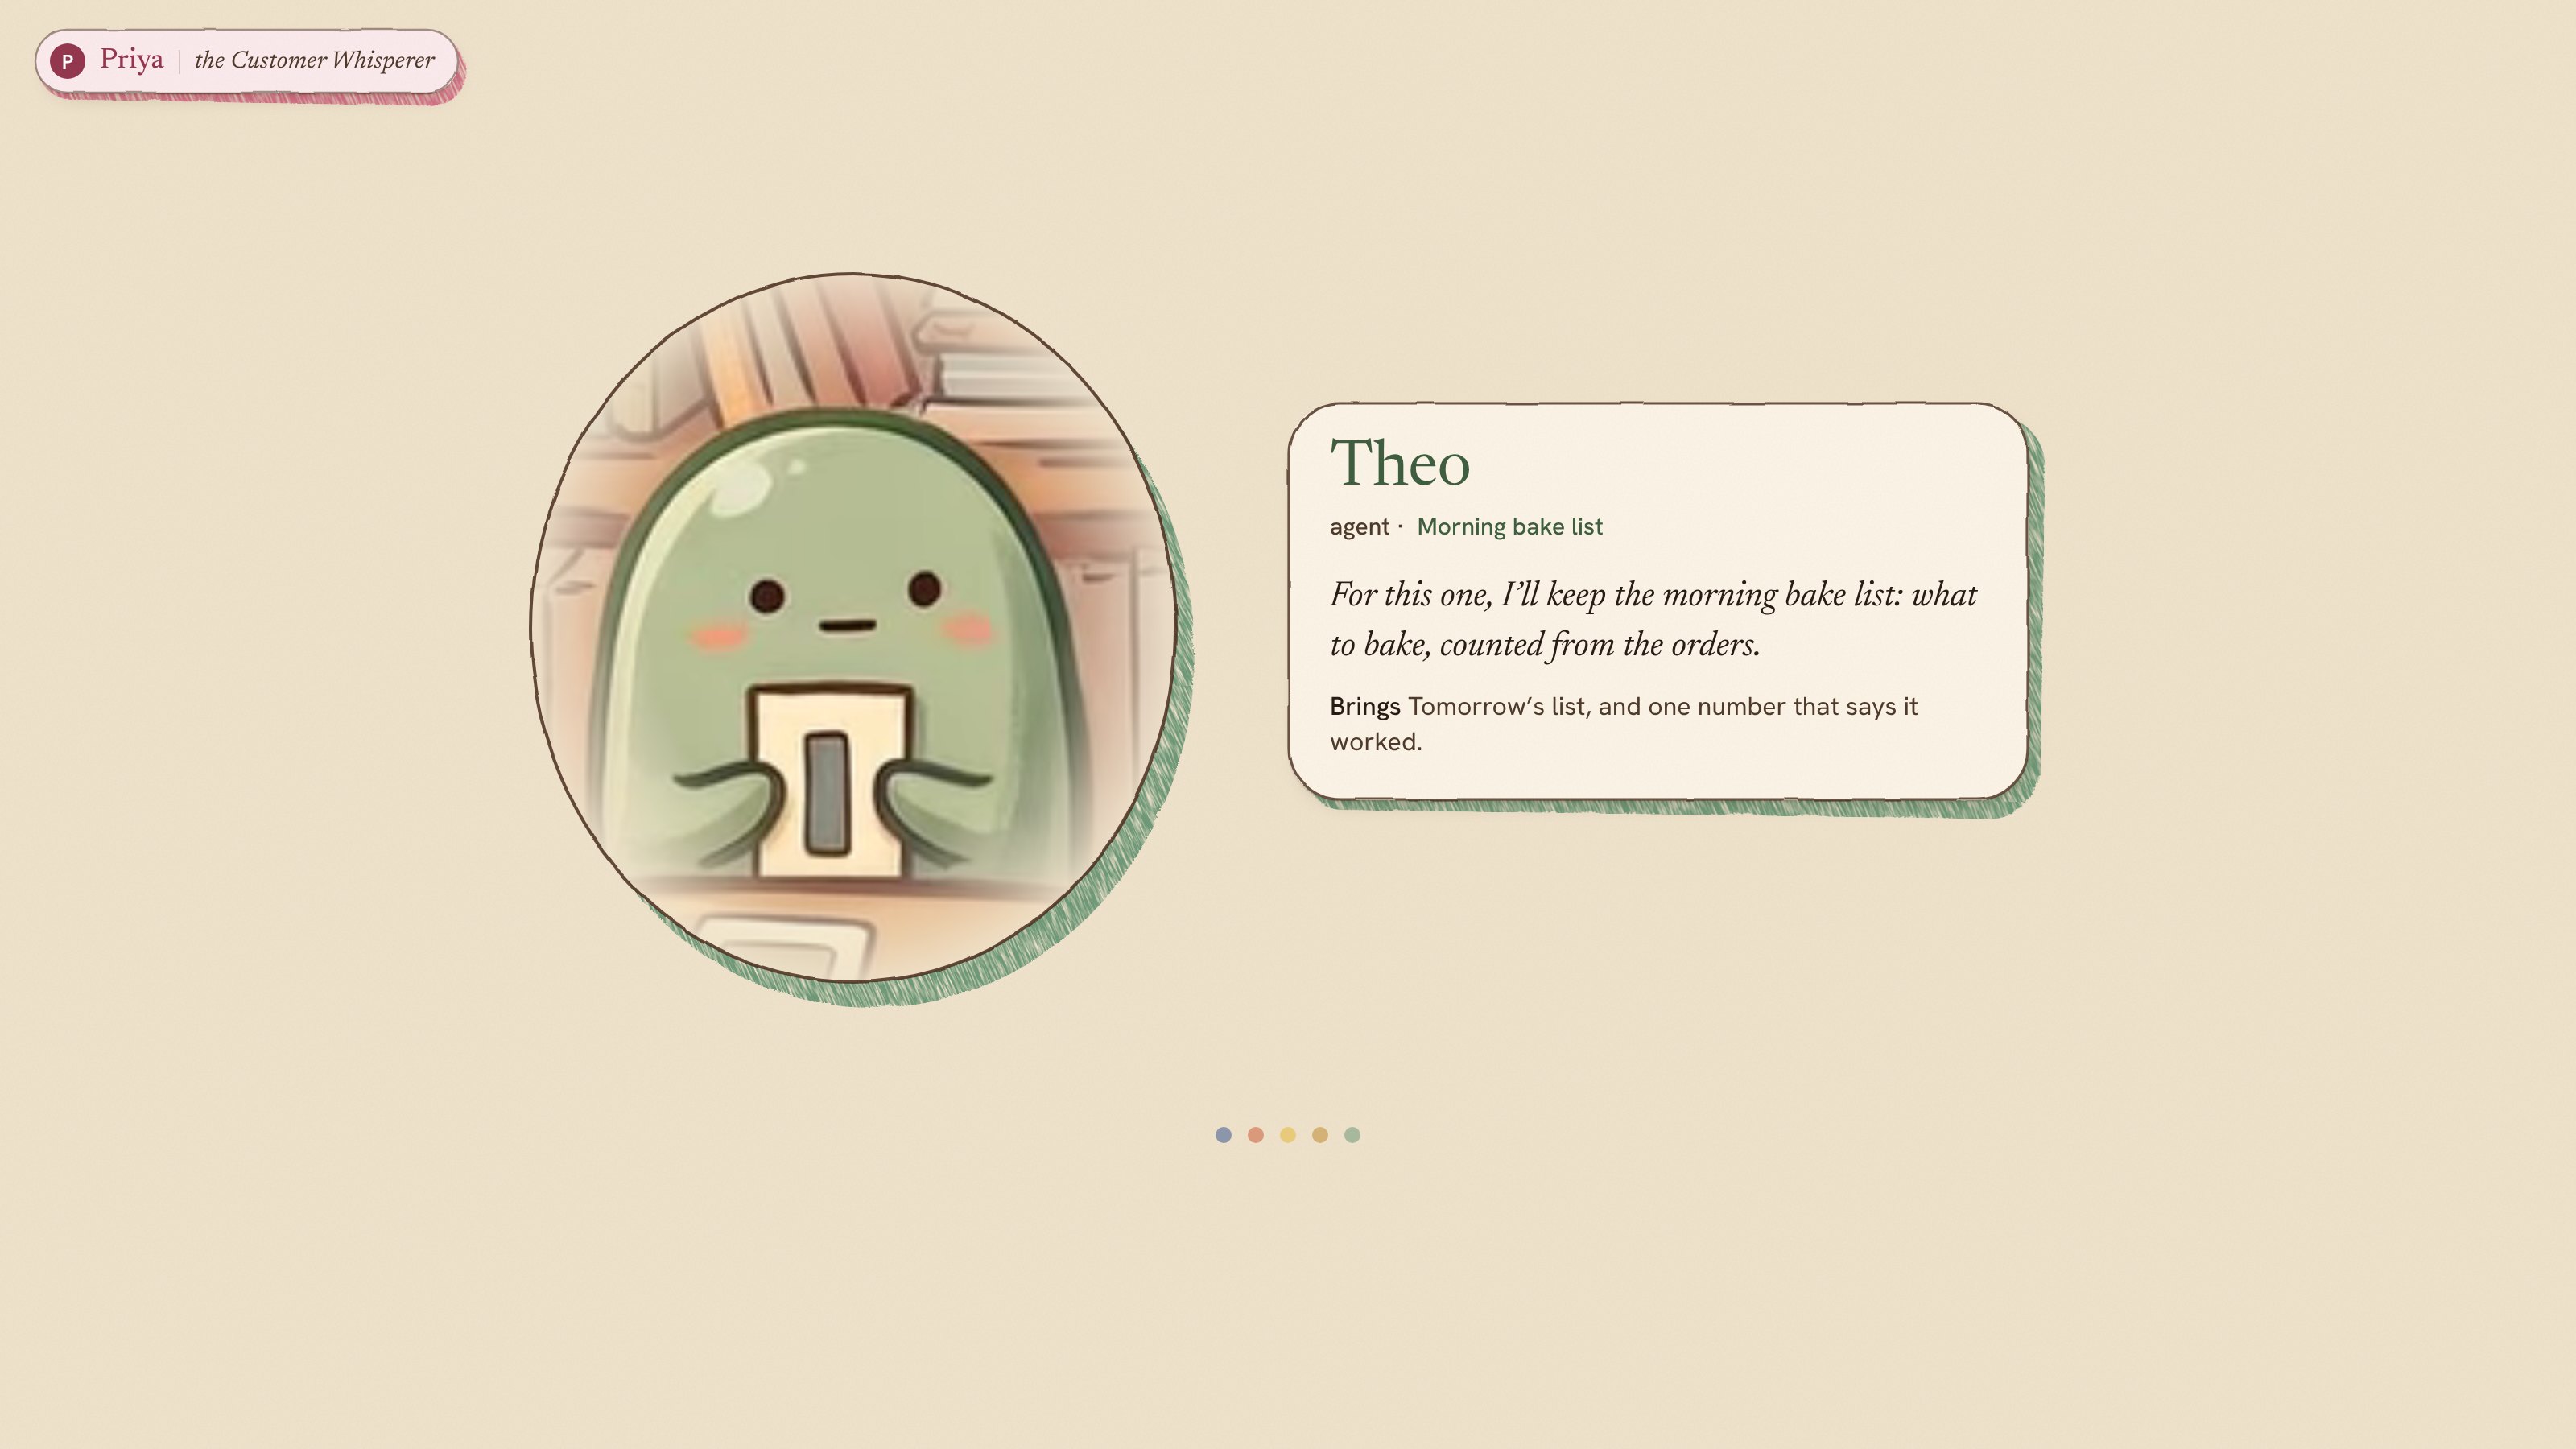 P Priya the Customer Whisperer
Theo
agent · Morning bake list
For this one, I’ll keep the morning bake list: what
to bake, counted from the orders.
Brings Tomorrow’s list, and one number that says it
worked.